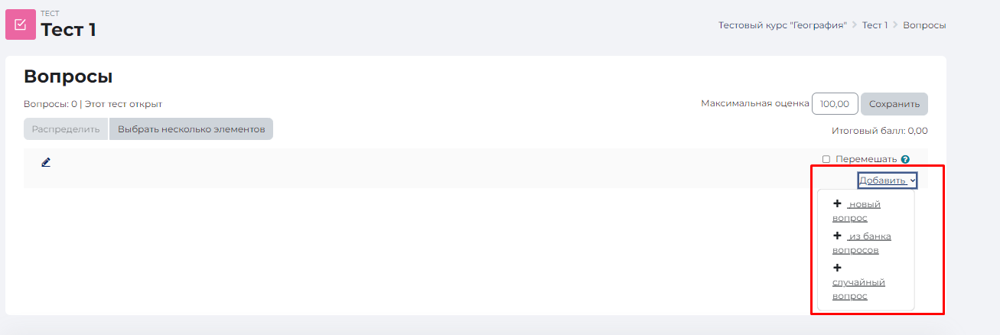 ТЕСТ
Тест 1
Тестовый курс "География" > Тест 1 > Вопросы
Вопросы
Вопросы: 0 | Этот тест открыт
Максимальная оценка 100,00 Сохранить
Распределить Выбрать несколько элементов
Итоговый балл: 0,00
Перемешать ?
Добавить
+ новый
вопрос
+ из банка
вопросов
+
случайный
вопрос